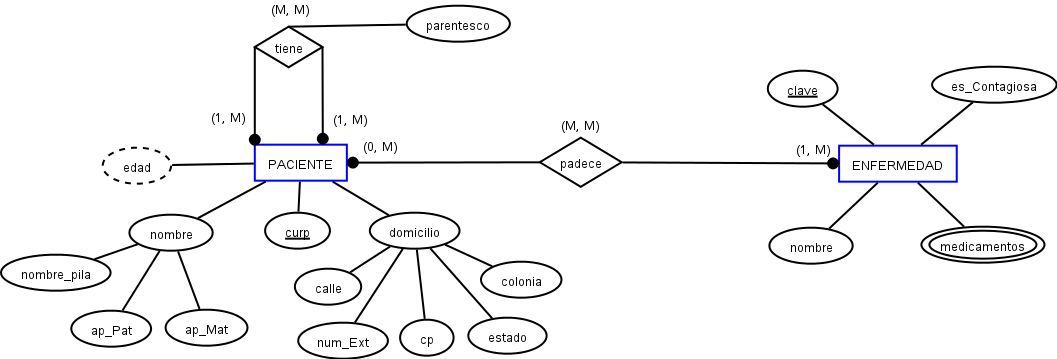 (M, M)
parentesco
tiene
clave
es_Contagiosa
(1, M)
(1, M)
(M, M)
(0, M)
(1, M)
edad
PACIENTE
padece
ENFERMEDAD
nombre
curp
domicilio
nombre
medicamentos
nombre_pila
calle
colonia
ap_Pat
ap_Mat
num_Ext
cp
estado